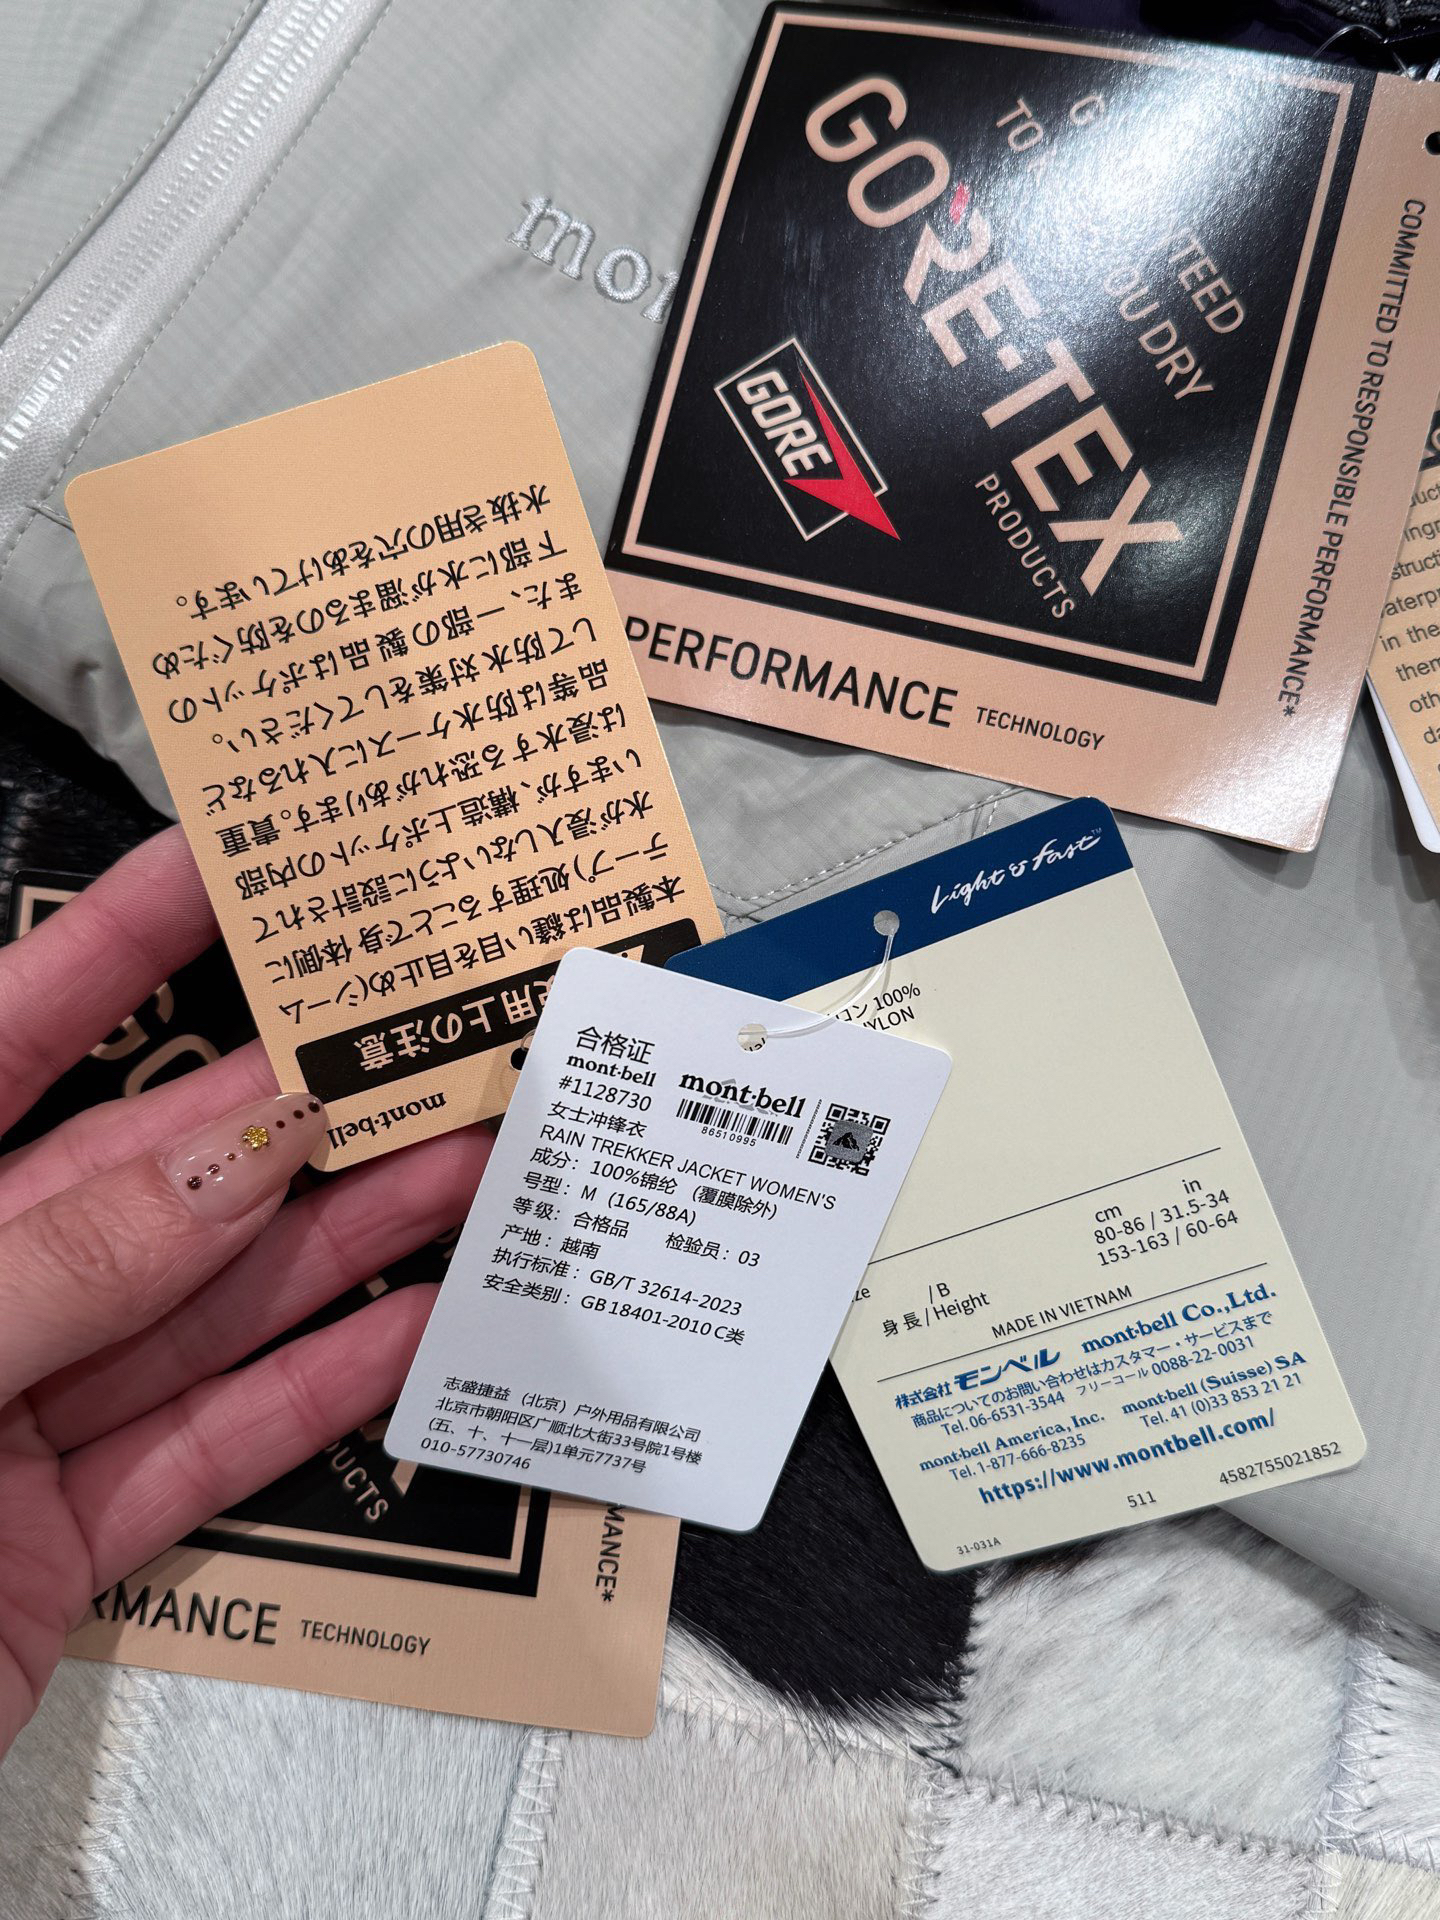 mo
GORE-TEX
PRODUCTS
YOU DRY
GORE
PERFORMANCE TECHNOLOGY
COMMITTED TO RESPONSIBLE PERFORMANCE*
mont-bell
使用上の注意
本製品は縫い目を目止め(シーム
テープ)処理することで身体側に
水が浸入しないように設計されて
いますが、構造上ポケットの内部
は浸水する恐れがあります。貴重
品等は防水ケースに入れるなど
して防水対策をしてください。
また、一部の製品はポケットの
下部に水が溜まるのを防ぐため
水抜き用の穴をあけています。
合格证
mont-bell
#1128730
mont-bell
86510995
女士冲锋衣
RAIN TREKKER JACKET WOMEN'S
成分：100%锦纶 (覆膜除外)
号型：M (165/88A)
等级：合格品 检验员：03
产地：越南
执行标准：GB/T 32614-2023
安全类别：GB 18401-2010 C类
志盛捷益（北京）户外用品有限公司
北京市朝阳区广顺北大街33号院1号楼
(五、十、十一层)1单元7737号
010-57730746
Light & Fast™
ロン 100%
YLON
cm in
80-86 / 31.5-34
153-163 / 60-64
/B
身長/Height
MADE IN VIETNAM
株式会社モンベル mont-bell Co.,Ltd.
商品についてのお問い合わせはカスタマー・サービスまで
Tel. 06-6531-3544 フリーコール 0088-22-0031
mont-bell America, Inc. mont-bell (Suisse) SA
Tel. 1-877-666-8235 Tel. 41 (0)33 853 21 21
https://www.montbell.com/
511 4582755021852
31-031A
in the
them
UCTS
RMANCE TECHNOLOGY
MANCE*